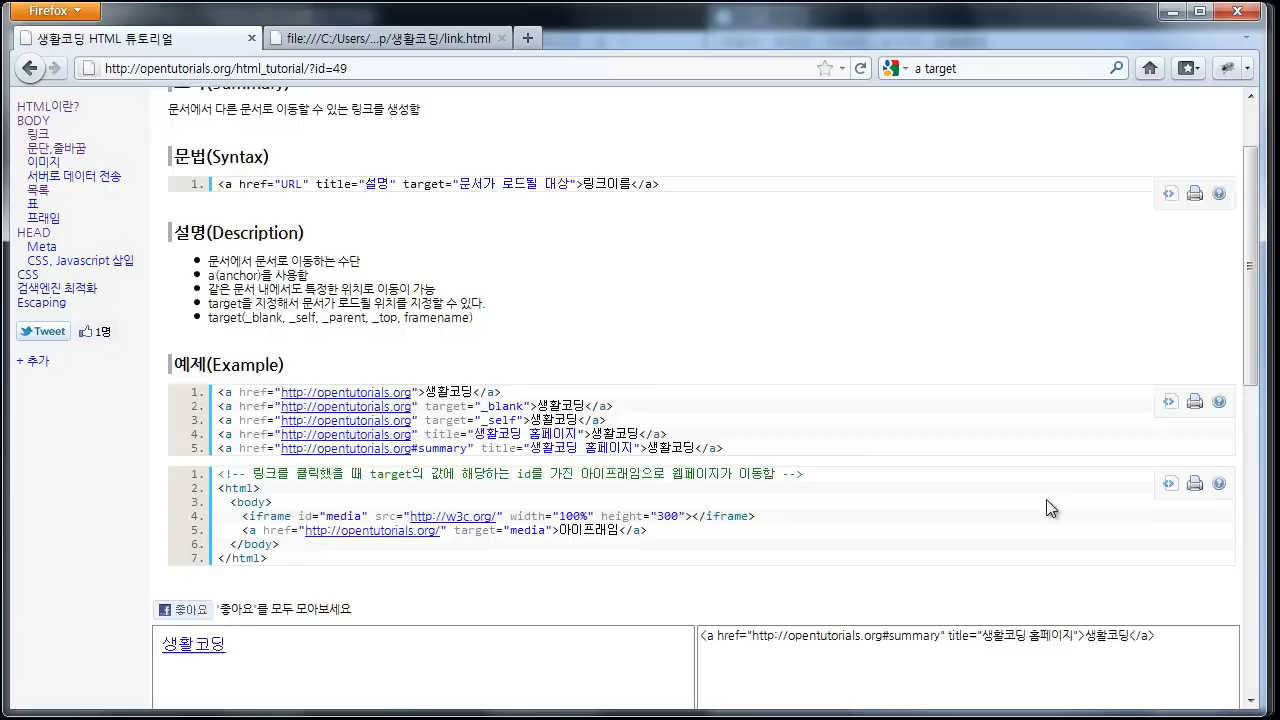 Firefox
생활코딩 HTML 튜토리얼
file:///C:/Users/...p/생활코딩/link.html
http://opentutorials.org/html_tutorial/?id=49
a target
HTML이란?
BODY
링크
문단,줄바꿈
이미지
서버로 데이터 전송
목록
표
프래임
HEAD
Meta
CSS, Javascript 삽입
CSS
검색엔진 최적화
Escaping
Tweet
1명
+ 추가
문서에서 다른 문서로 이동할 수 있는 링크를 생성함
문법(Syntax)
1. <a href="URL" title="설명" target="문서가 로드될 대상">링크이름</a>
설명(Description)
문서에서 문서로 이동하는 수단
a(anchor)을 사용함
같은 문서 내에서도 특정한 위치로 이동이 가능
target을 지정해서 문서가 로드될 위치를 지정할 수 있다.
target(_blank, _self, _parent, _top, framename)
예제(Example)
1. <a href="http://opentutorials.org">생활코딩</a>
2. <a href="http://opentutorials.org" target="_blank">생활코딩</a>
3. <a href="http://opentutorials.org" target="_self">생활코딩</a>
4. <a href="http://opentutorials.org" title="생활코딩 홈페이지">생활코딩</a>
5. <a href="http://opentutorials.org#summary" title="생활코딩 홈페이지">생활코딩</a>
1. <!-- 링크를 클릭했을 때 target의 값에 해당하는 id를 가진 아이프래임으로 웹페이지가 이동함 -->
2. <html>
3. <body>
4. <iframe id="media" src="http://w3c.org/" width="100%" height="300"></iframe>
5. <a href="http://opentutorials.org/" target="media">아이프래임</a>
6. </body>
7. </html>
좋아요 '좋아요'를 모두 모아보세요
생활코딩
<a href="http://opentutorials.org#summary" title="생활코딩 홈페이지">생활코딩</a>